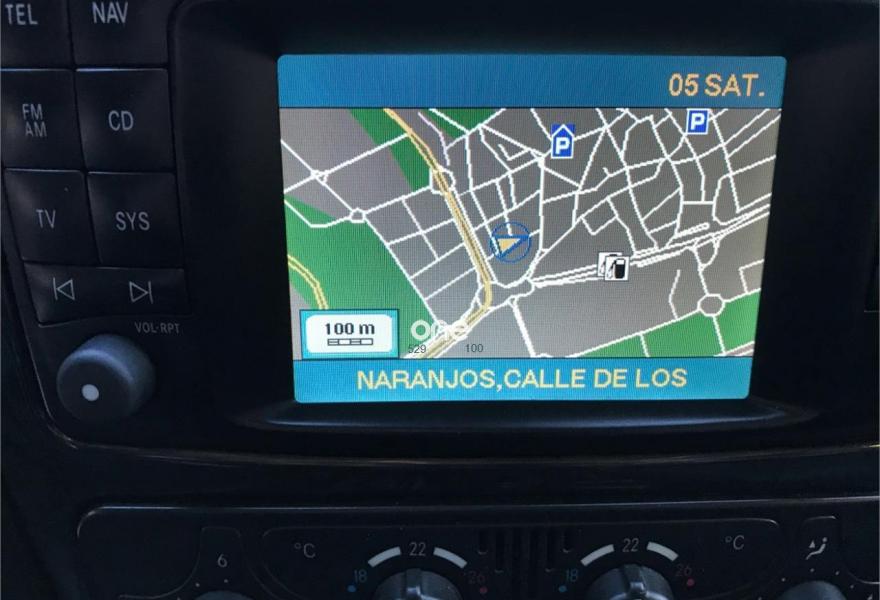 TEL NAV
05 SAT.
FM
AM
CD
P
P
TV SYS
VOL·RPT
100 m
one
529 100
NARANJOS,CALLE DE LOS
6 °C 22 22 °C
18 26 18 26